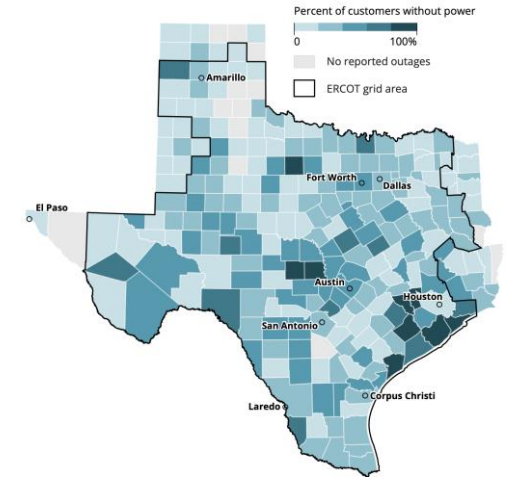 Percent of customers without power
0 100%
No reported outages
ERCOT grid area
Amarillo
Fort Worth
Dallas
El Paso
Austin
Houston
San Antonio
Laredo
Corpus Christi